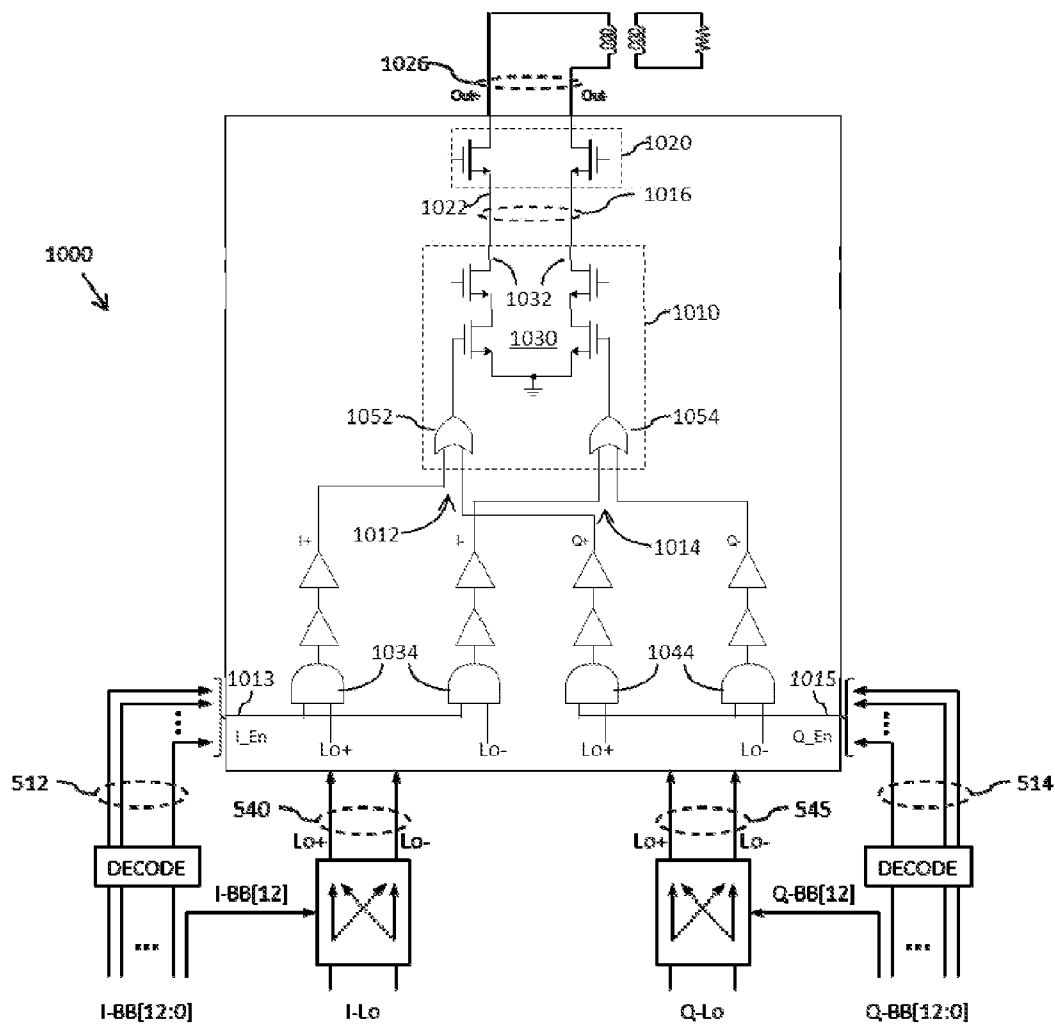 1026
Out+ Out-
1020
1022 1016
1000
1032
1010
1030
1052 1054
1012 1014
I+ I- Q+ Q-
1034 1044
1013 1015
I_En Lo+ Lo- Lo+ Lo- Q_En
512 540 545 514
Lo+ Lo- Lo+ Lo-
DECODE DECODE
I-BB[12] Q-BB[12]
I-BB[12:0] I-Lo Q-Lo Q-BB[12:0]